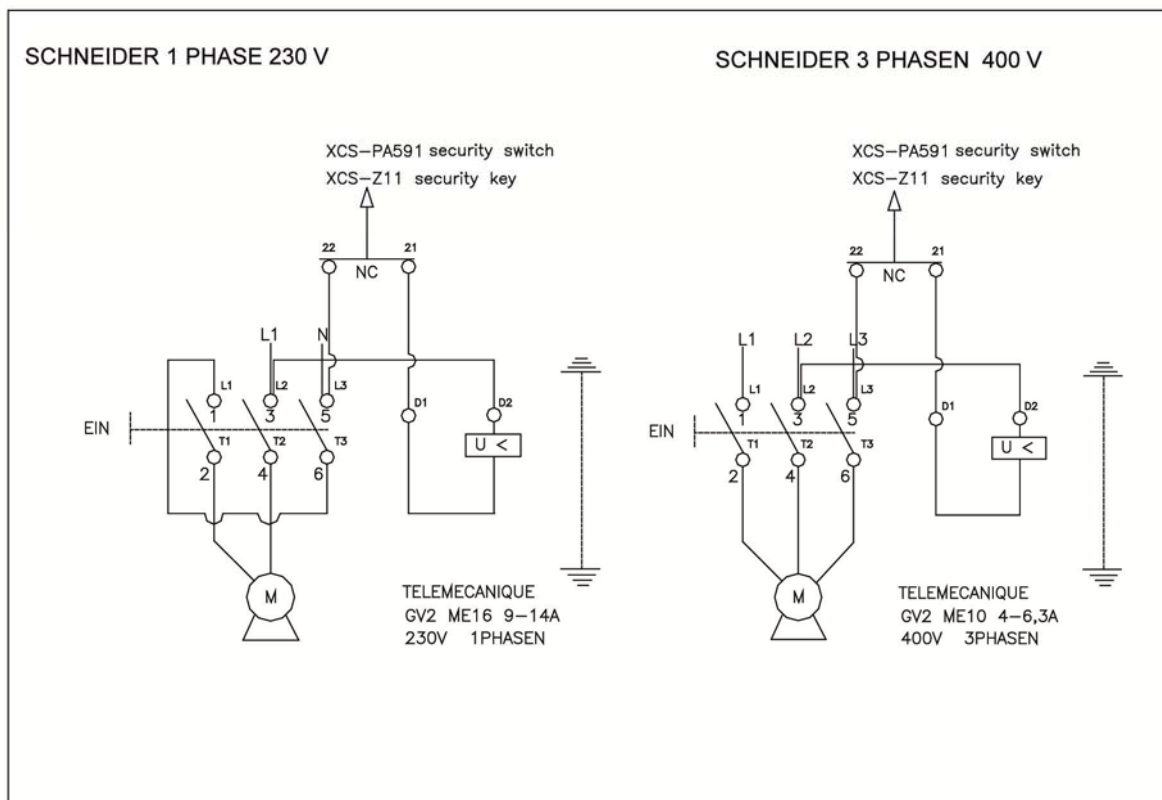 SCHNEIDER 1 PHASE 230 V
XCS-PA591 security switch
XCS-Z11 security key
22
21
NC
L1
N
L1
L2
L3
1
3
5
D1
D2
EIN
T1
T2
T3
U <
2
4
6
M
TELEMECANIQUE
GV2 ME16 9-14A
230V 1PHASEN
SCHNEIDER 3 PHASEN 400 V
XCS-PA591 security switch
XCS-Z11 security key
22
21
NC
L1
L2
L3
L1
L2
L3
1
3
5
D1
D2
EIN
T1
T2
T3
U <
2
4
6
M
TELEMECANIQUE
GV2 ME10 4-6,3A
400V 3PHASEN